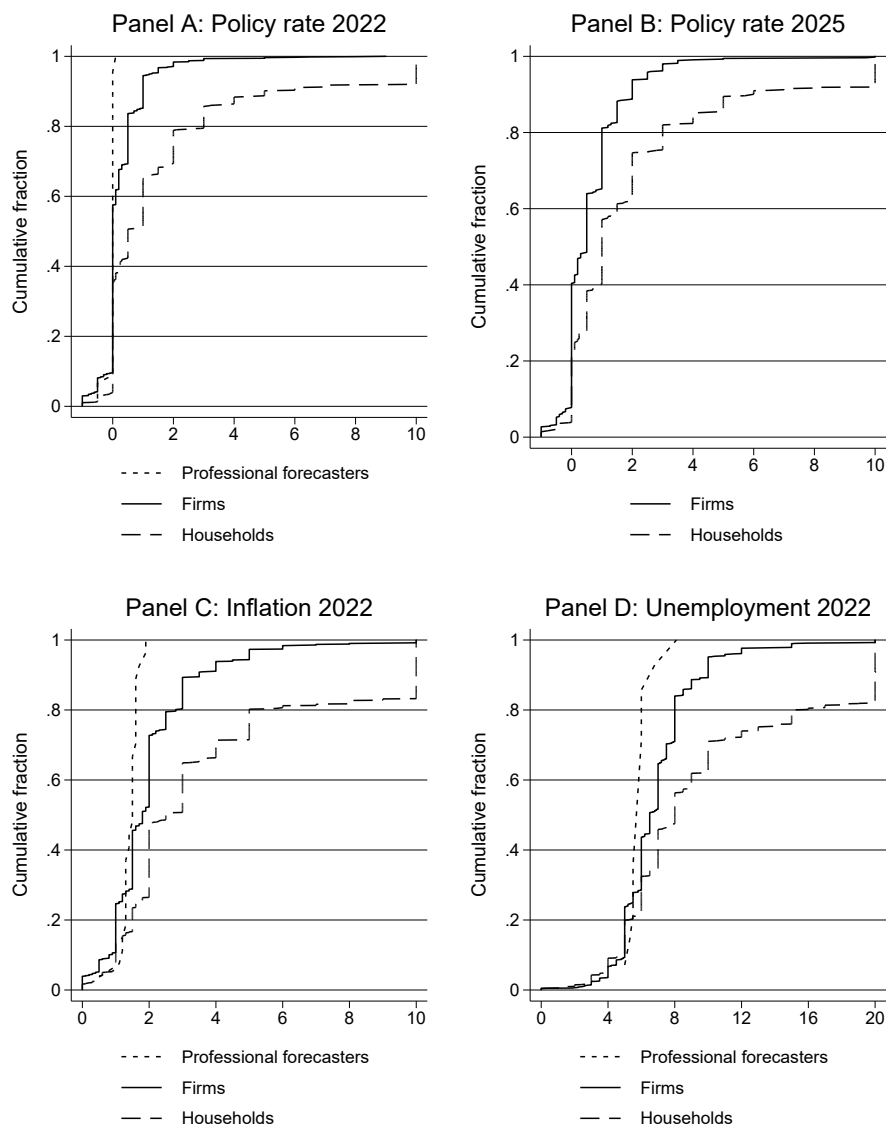 Panel A: Policy rate 2022
Cumulative fraction
1
.8
.6
.4
.2
0
0 2 4 6 8 10
Professional forecasters
Firms
Households
Panel B: Policy rate 2025
Cumulative fraction
1
.8
.6
.4
.2
0
0 2 4 6 8 10
Firms
Households
Panel C: Inflation 2022
Cumulative fraction
1
.8
.6
.4
.2
0
0 2 4 6 8 10
Professional forecasters
Firms
Households
Panel D: Unemployment 2022
Cumulative fraction
1
.8
.6
.4
.2
0
0 4 8 12 16 20
Professional forecasters
Firms
Households